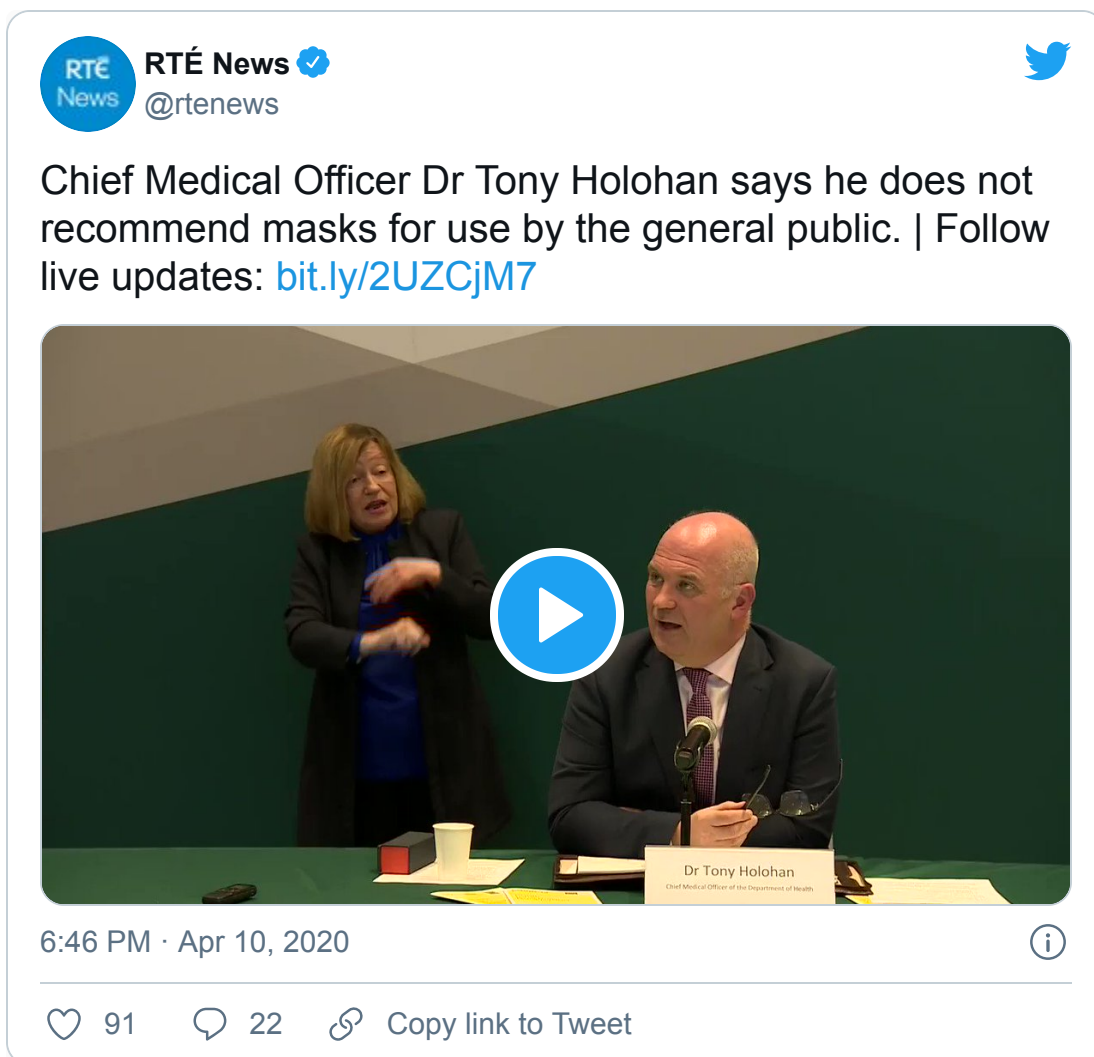 RTÉ
News
RTÉ News
@rtenews
Chief Medical Officer Dr Tony Holohan says he does not
recommend masks for use by the general public. | Follow
live updates: bit.ly/2UZCjM7
Dr Tony Holohan
Chief Medical Officer of the Department of Health
6:46 PM · Apr 10, 2020
91
22
Copy link to Tweet